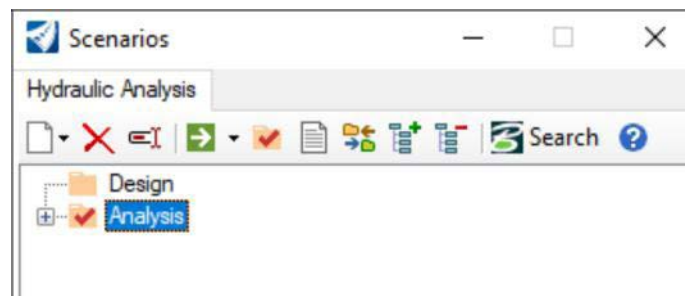 Scenarios
Hydraulic Analysis
Search
Design
Analysis